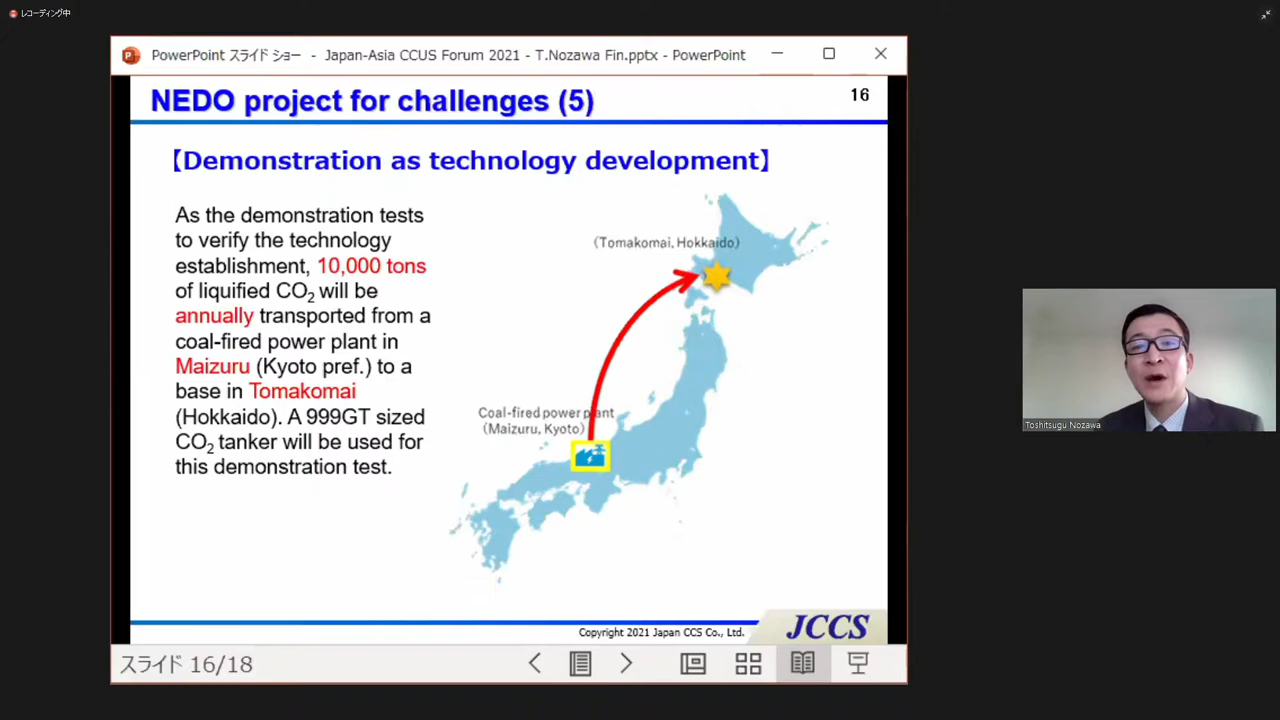 レコーディング中
PowerPoint スライド ショー - Japan-Asia CCUS Forum 2021 - T.Nozawa Fin.pptx - PowerPoint
NEDO project for challenges (5)
16
【Demonstration as technology development】
As the demonstration tests
to verify the technology
establishment, 10,000 tons
of liquified CO2 will be
annually transported from a
coal-fired power plant in
Maizuru (Kyoto pref.) to a
base in Tomakomai
(Hokkaido). A 999GT sized
CO2 tanker will be used for
this demonstration test.
(Tomakomai, Hokkaido)
Coal-fired power plant
(Maizuru, Kyoto)
Toshitsugu Nozawa
Copyright 2021 Japan CCS Co., Ltd.
JCCS
スライド 16/18